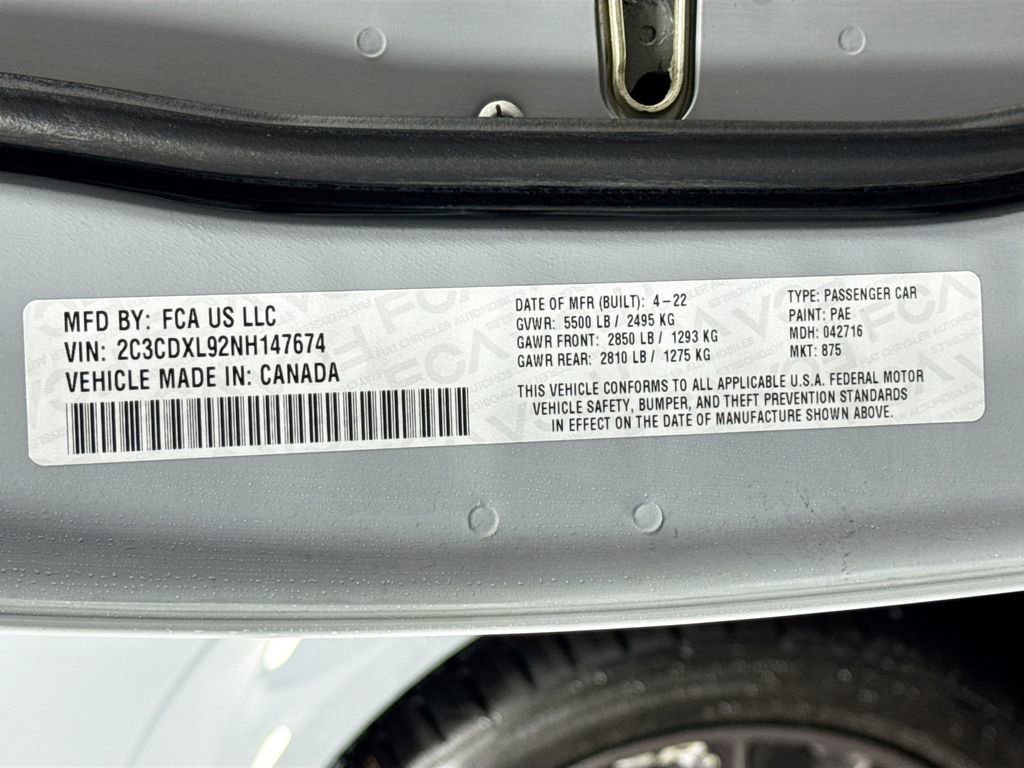 MFD BY: FCA US LLC
VIN: 2C3CDXL92NH147674
VEHICLE MADE IN: CANADA
DATE OF MFR (BUILT): 4-22
GVWR: 5500 LB / 2495 KG
GAWR FRONT: 2850 LB / 1293 KG
GAWR REAR: 2810 LB / 1275 KG
TYPE: PASSENGER CAR
PAINT: PAE
MDH: 042716
MKT: 875
THIS VEHICLE CONFORMS TO ALL APPLICABLE U.S.A. FEDERAL MOTOR
VEHICLE SAFETY, BUMPER, AND THEFT PREVENTION STANDARDS
IN EFFECT ON THE DATE OF MANUFACTURE SHOWN ABOVE.